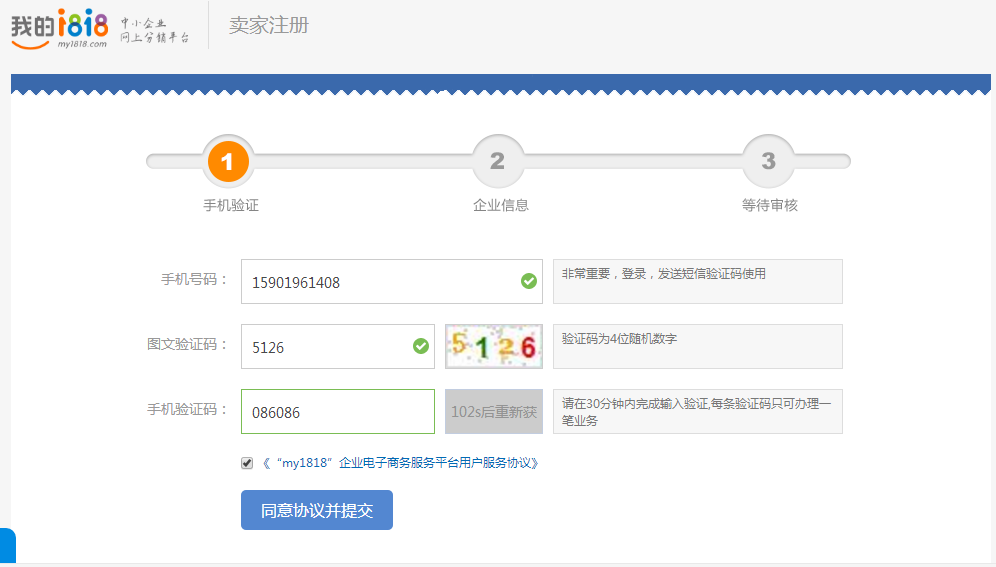 我的i8i8
my1818.com
中小企业
网上分销平台
卖家注册
1
2
3
手机验证
企业信息
等待审核
手机号码：
15901961408
非常重要，登录，发送短信验证码使用
图文验证码：
5126
5126
验证码为4位随机数字
手机验证码：
086086
102s后重新获
请在30分钟内完成输入验证,每条验证码只可办理一
笔业务
《“my1818”企业电子商务服务平台用户服务协议》
同意协议并提交